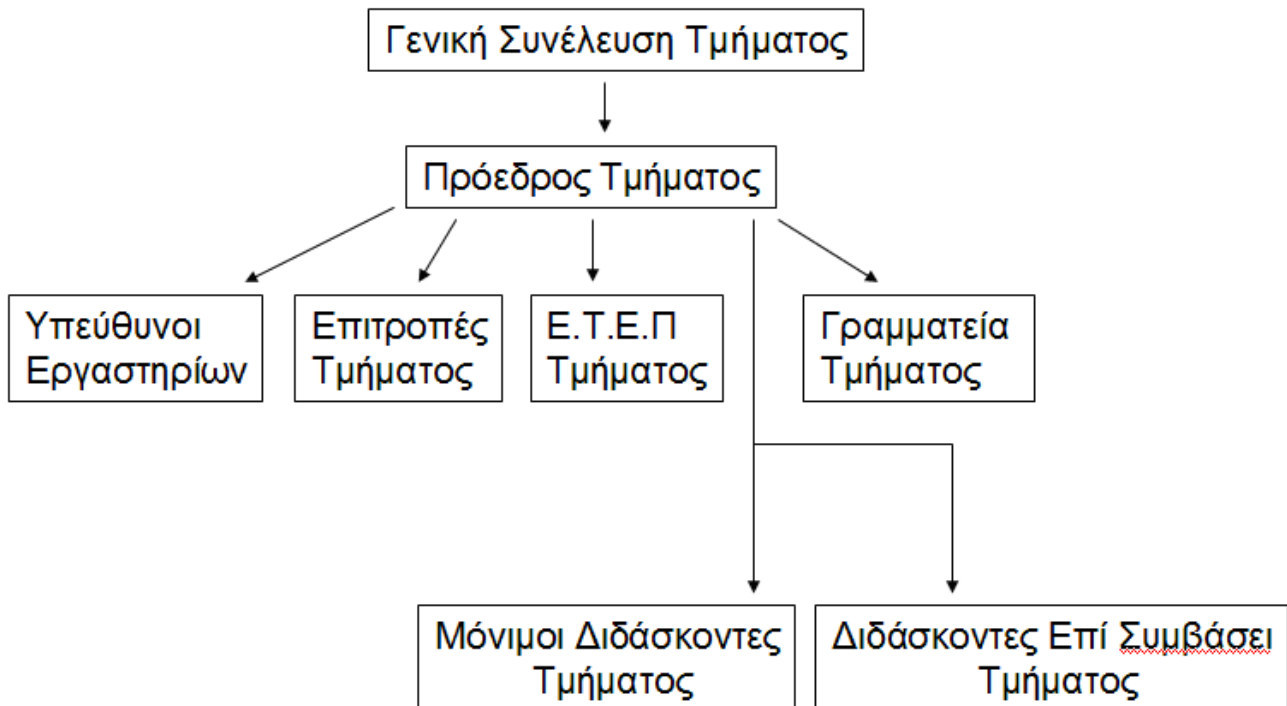 Γενική Συνέλευση Τμήματος
Πρόεδρος Τμήματος
Υπεύθυνοι
Εργαστηρίων
Επιτροπές
Τμήματος
Ε.Τ.Ε.Π
Τμήματος
Γραμματεία
Τμήματος
Μόνιμοι Διδάσκοντες
Τμήματος
Διδάσκοντες Επί Συμβάσει
Τμήματος